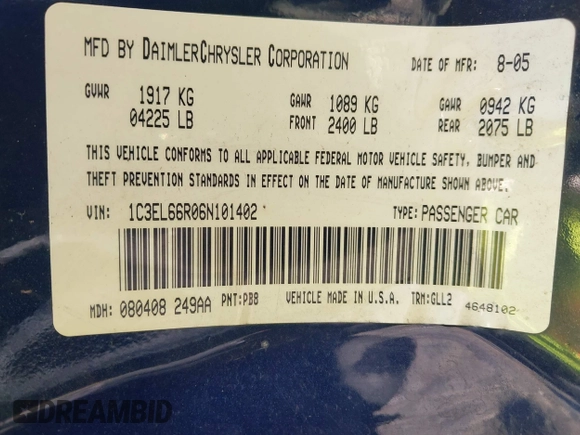 MFD BY DAIMLERCHRYSLER CORPORATION DATE OF MFR: 8-05
GVWR 1917 KG GAWR 1089 KG GAWR 0942 KG
04225 LB FRONT 2400 LB REAR 2075 LB
THIS VEHICLE CONFORMS TO ALL APPLICABLE FEDERAL MOTOR VEHICLE SAFETY, BUMPER AND
THEFT PREVENTION STANDARDS IN EFFECT ON THE DATE OF MANUFACTURE SHOWN ABOVE.
VIN: 1C3EL66R06N101402 TYPE: PASSENGER CAR
MDH: 080408 249AA PNT:PB8 VEHICLE MADE IN U.S.A. TRM:GLL2 4648102
DREAMBID